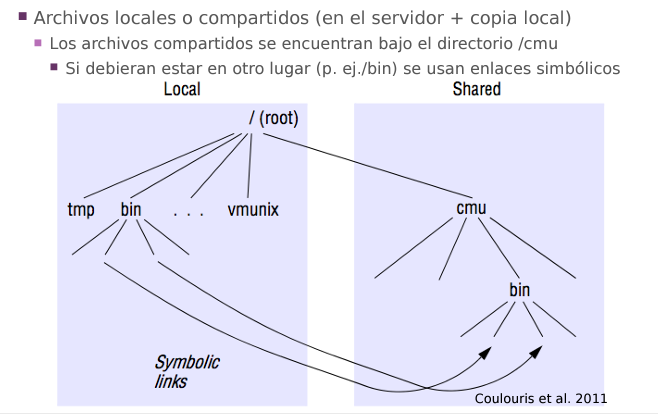 Archivos locales o compartidos (en el servidor + copia local)
Los archivos compartidos se encuentran bajo el directorio /cmu
Si debieran estar en otro lugar (p. ej./bin) se usan enlaces simbólicos
Local
Shared
/ (root)
tmp
bin
. . .
vmunix
cmu
bin
Symbolic
links
Coulouris et al. 2011